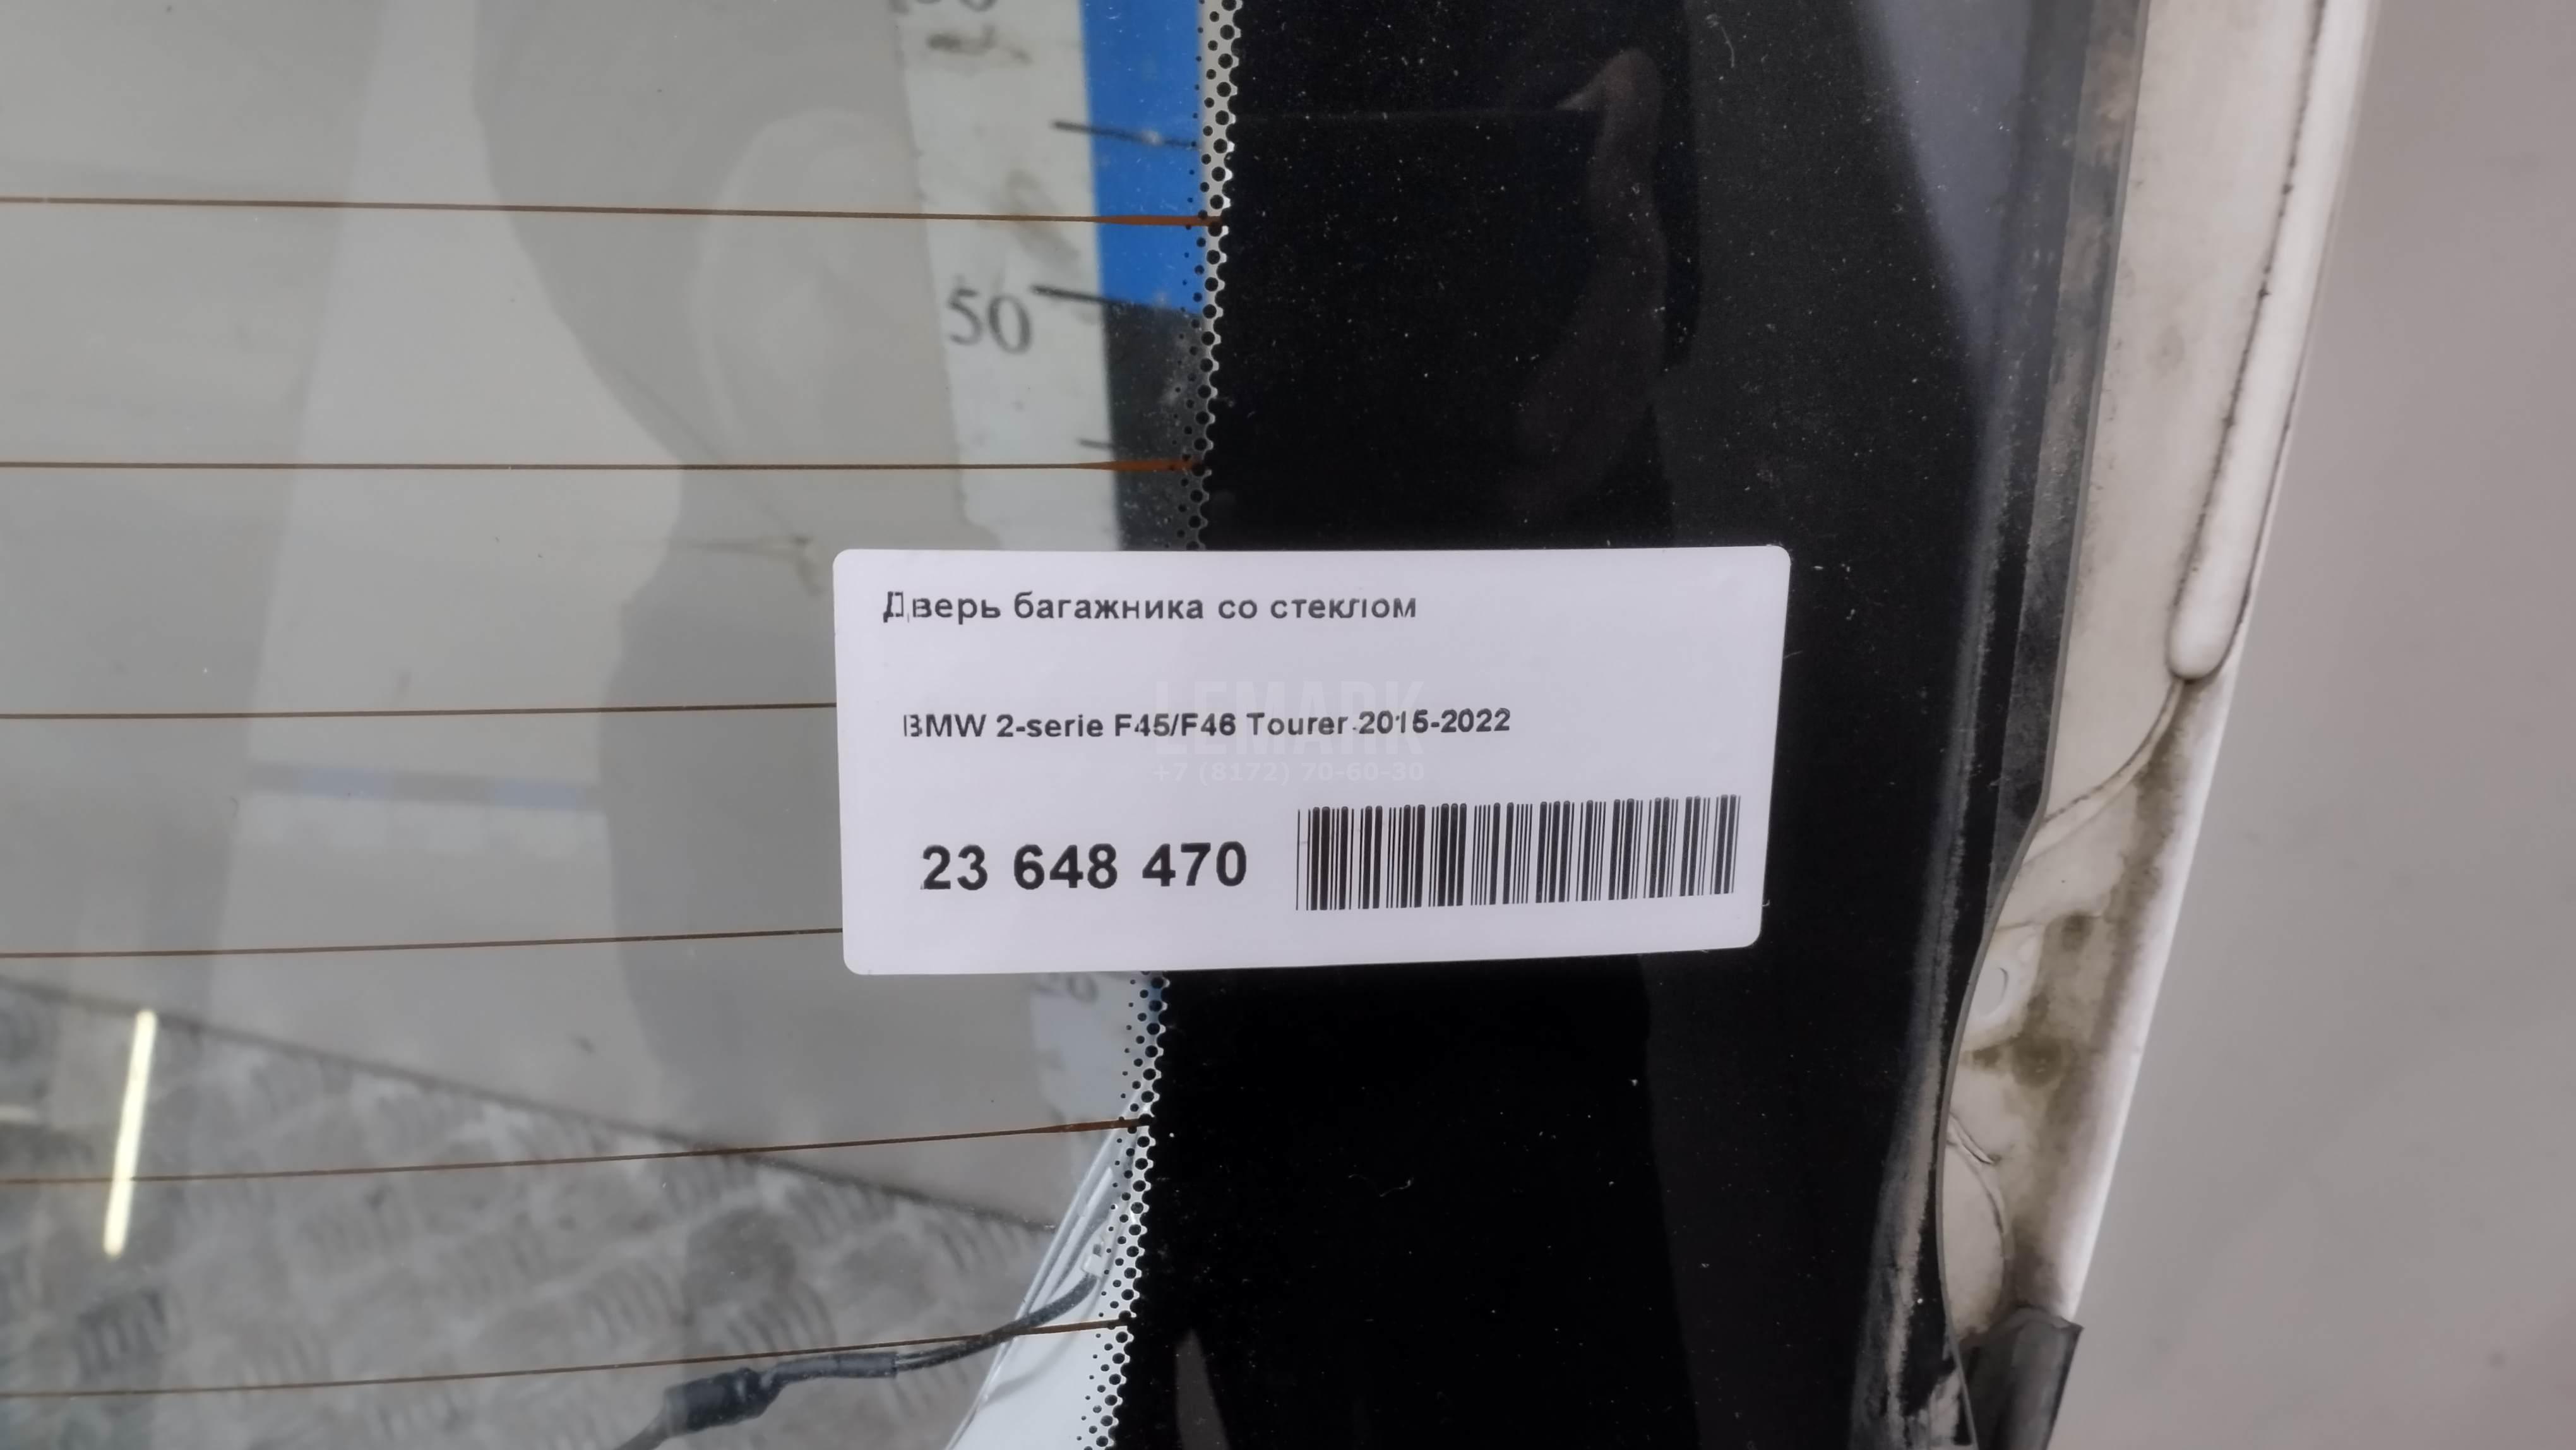 50
Дверь багажника со стеклом
BMW 2-serie F45/F46 Tourer 2015-2022
LEMARK
+7 (8172) 70-60-30
23 648 470